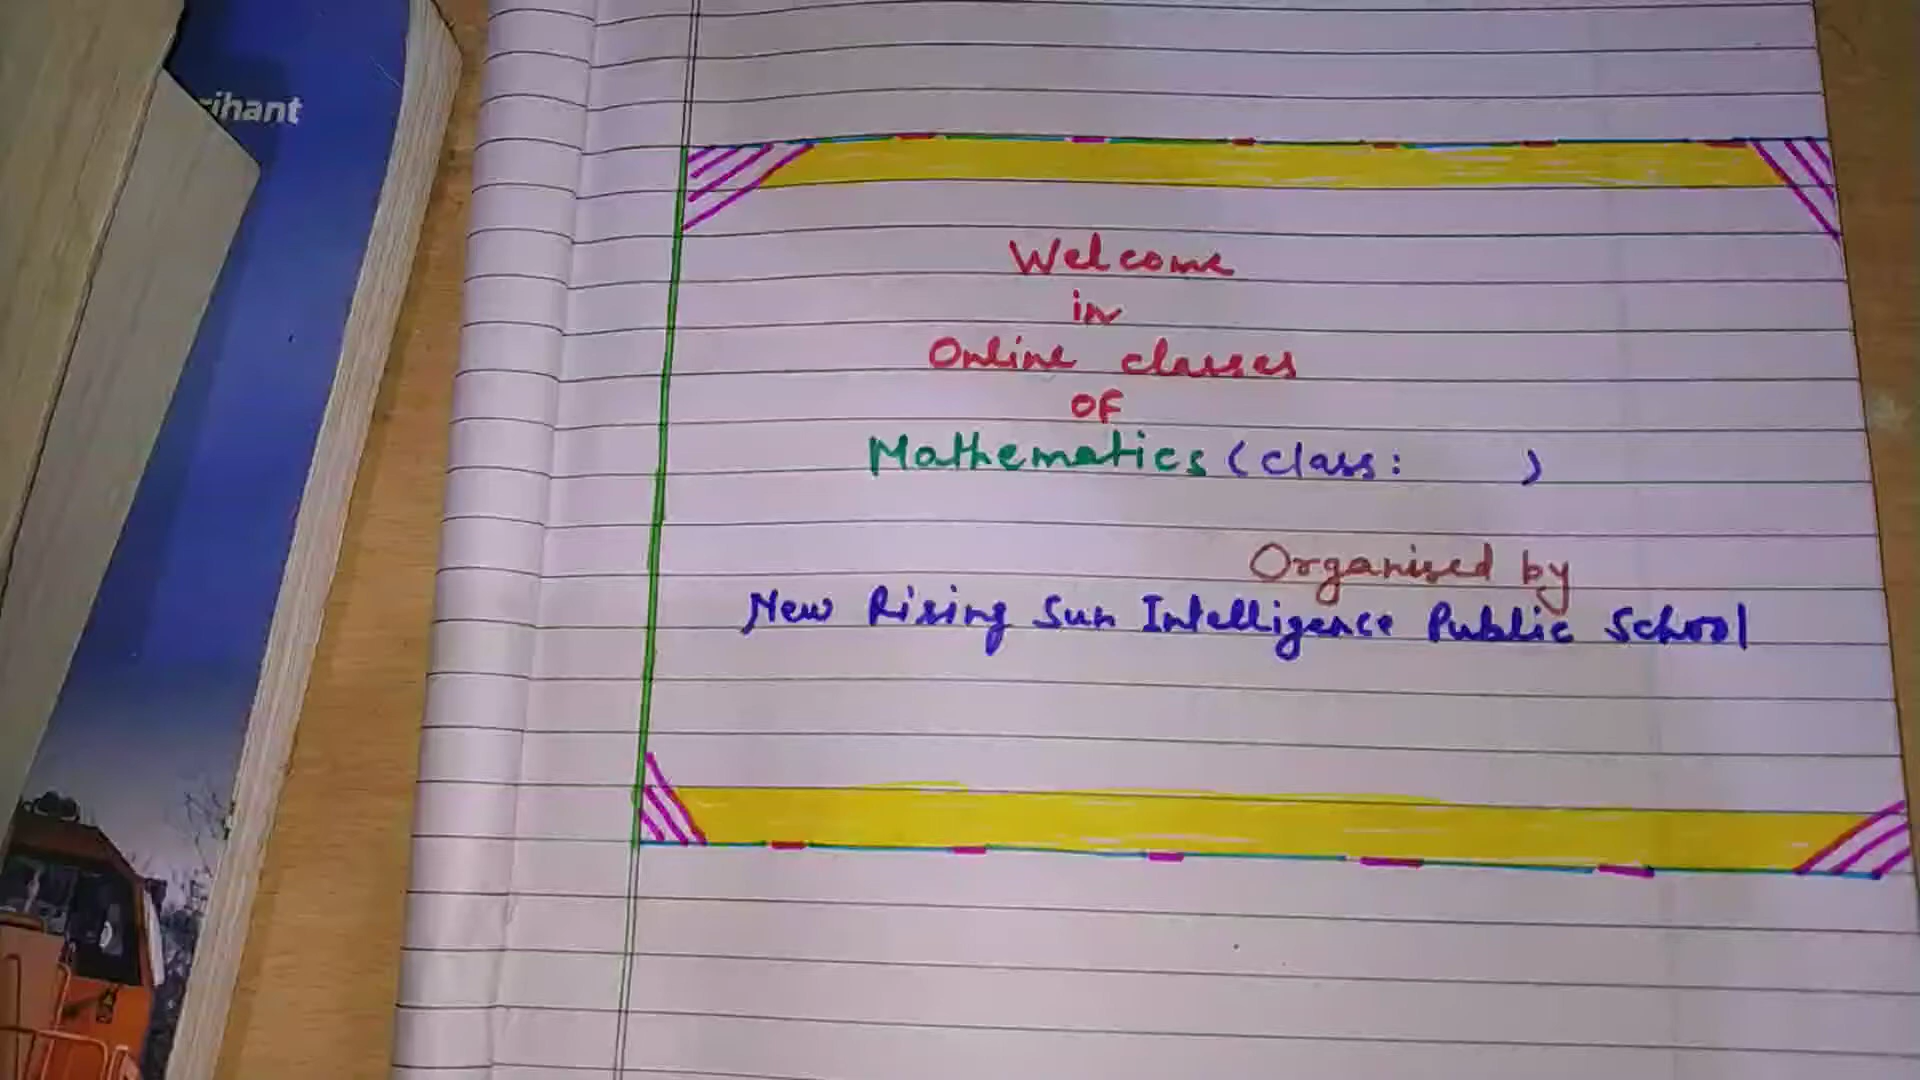 rihant
Welcome
in
Online classes
OF
Mathematics (class: )
Organised by
New Rising Sun Intelligence Public School